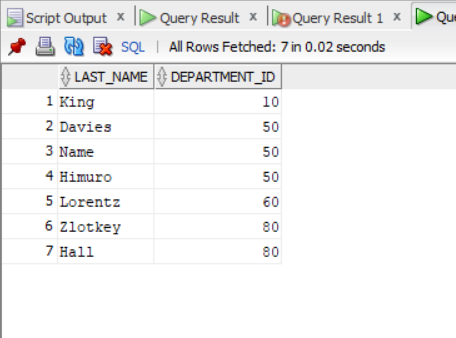 Script Output x Query Result x Query Result 1 x Que
SQL | All Rows Fetched: 7 in 0.02 seconds
LAST_NAME DEPARTMENT_ID
1 King 10
2 Davies 50
3 Name 50
4 Himuro 50
5 Lorentz 60
6 Zlotkey 80
7 Hall 80